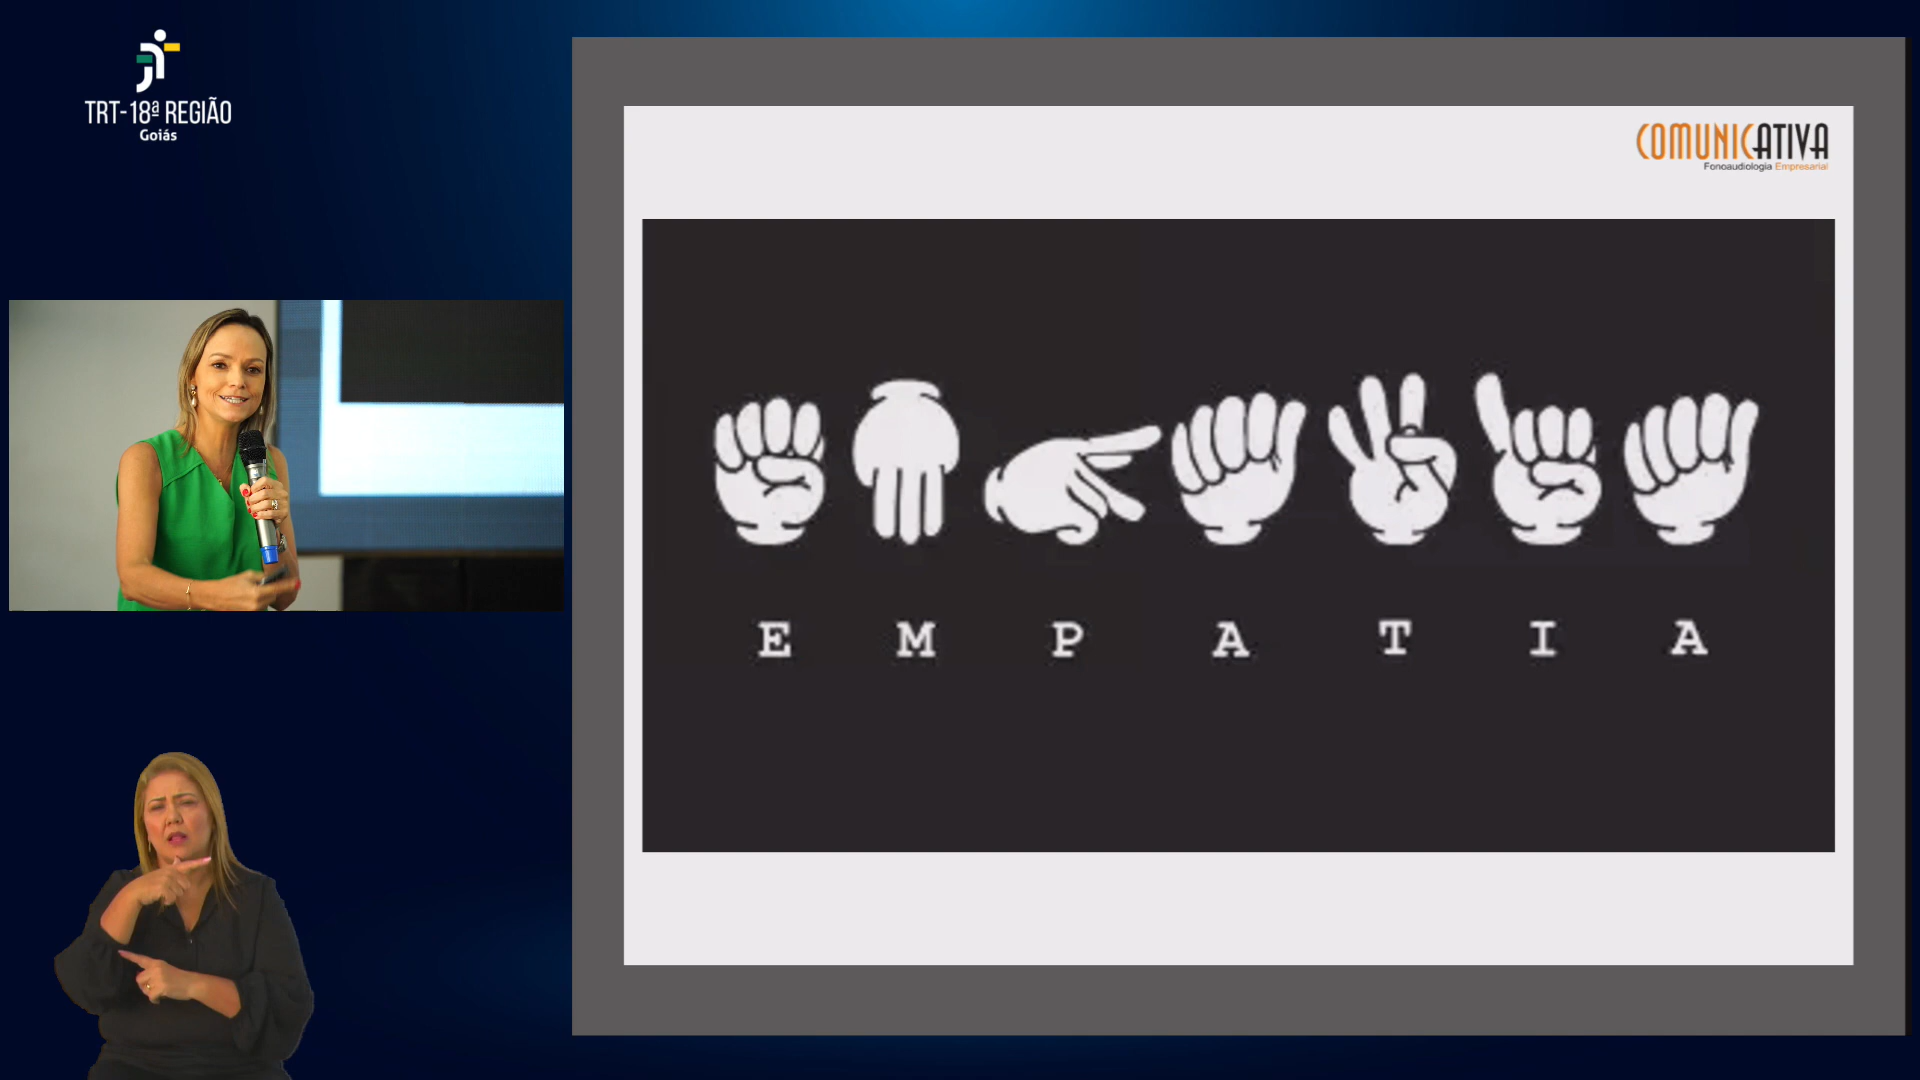 TRT-18ª REGIÃO
Goiás
COMUNICATIVA
Fonoaudiologia Empresarial
E M P A T I A